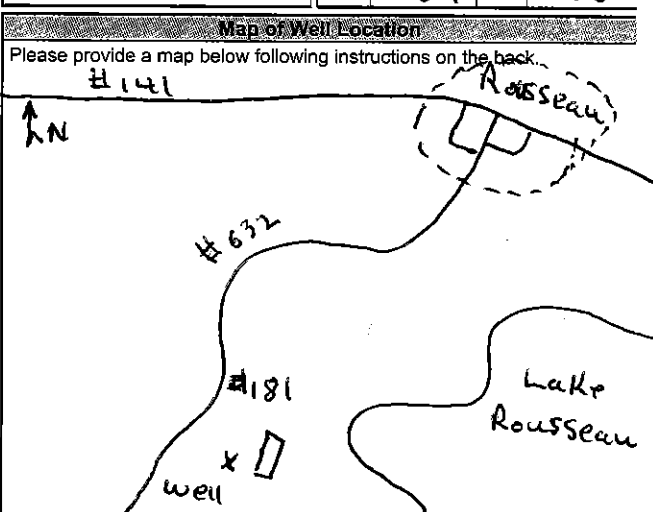 Map of Well Location
Please provide a map below following instructions on the back.
#141
Rousseau
N
#632
#181
Lake
Rousseau
x
well